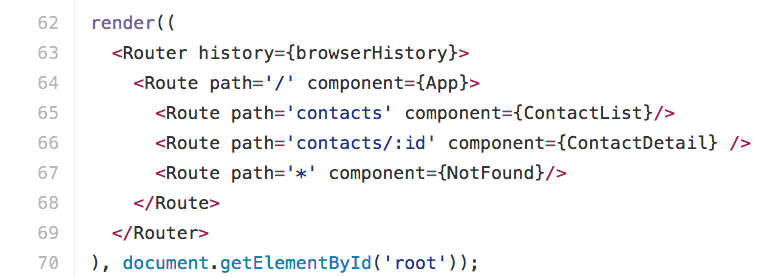 62 render((
63 <Router history={browserHistory}>
64 <Route path='/' component={App}>
65 <Route path='contacts' component={ContactList}/>
66 <Route path='contacts/:id' component={ContactDetail} />
67 <Route path='*' component={NotFound}/>
68 </Route>
69 </Router>
70 ), document.getElementById('root'));